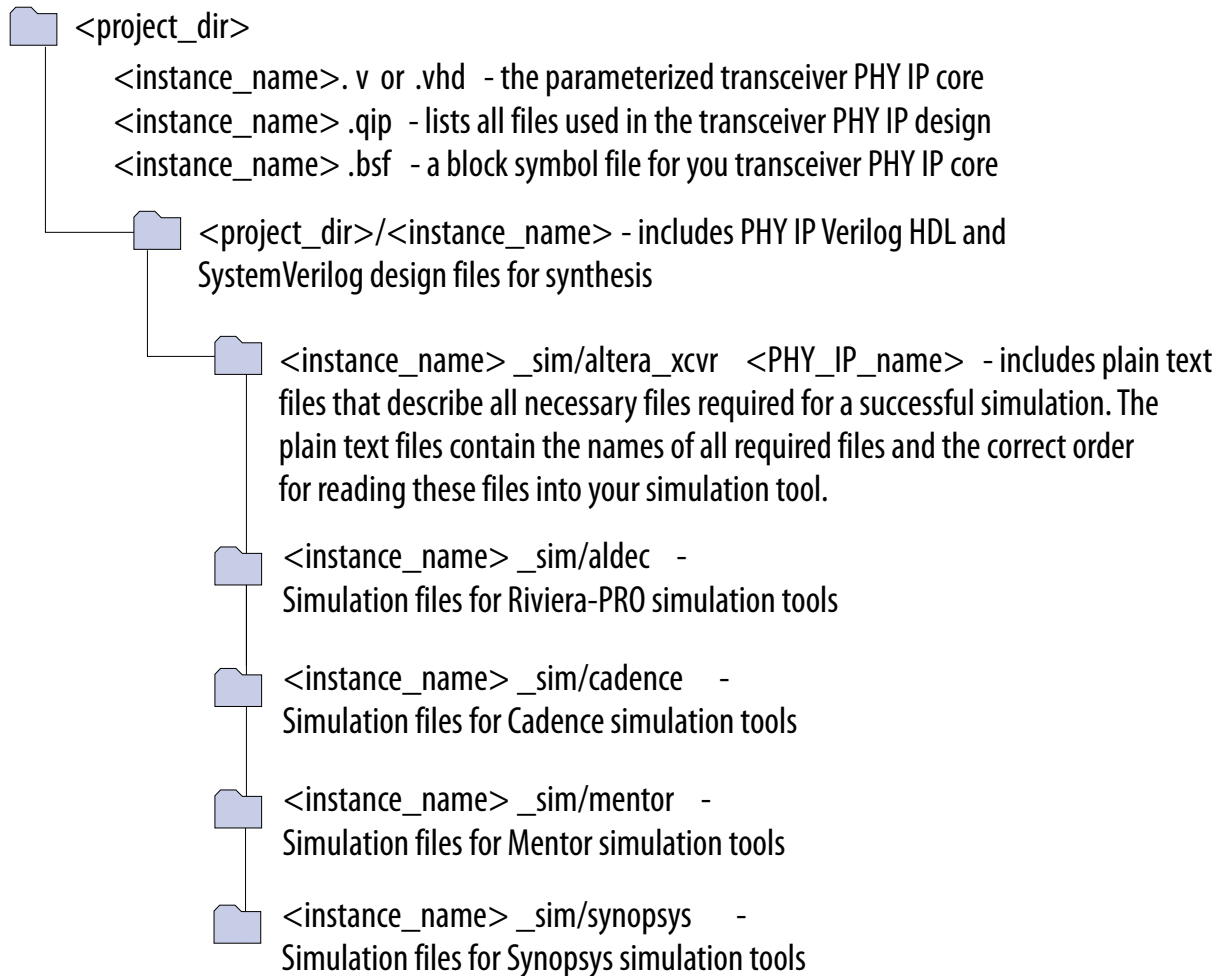 <project_dir>
<instance_name>. v or .vhd - the parameterized transceiver PHY IP core
<instance_name> .qip - lists all files used in the transceiver PHY IP design
<instance_name> .bsf - a block symbol file for you transceiver PHY IP core
<project_dir>/<instance_name> - includes PHY IP Verilog HDL and
SystemVerilog design files for synthesis
<instance_name> _sim/altera_xcvr <PHY_IP_name> - includes plain text
files that describe all necessary files required for a successful simulation. The
plain text files contain the names of all required files and the correct order
for reading these files into your simulation tool.
<instance_name> _sim/aldec -
Simulation files for Riviera-PRO simulation tools
<instance_name> _sim/cadence -
Simulation files for Cadence simulation tools
<instance_name> _sim/mentor -
Simulation files for Mentor simulation tools
<instance_name> _sim/synopsys -
Simulation files for Synopsys simulation tools